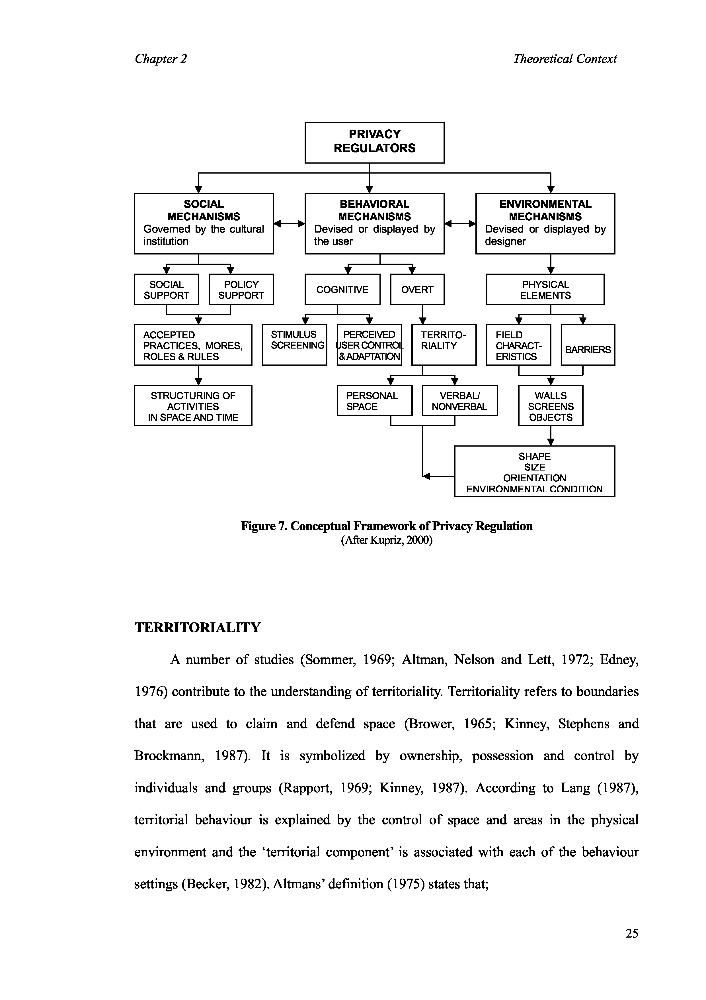 Chapter 2
Theoretical Context
PRIVACY
REGULATORS
SOCIAL
MECHANISMS
Governed by the cultural
institution
BEHAVIORAL
MECHANISMS
Devised or displayed by
the user
ENVIRONMENTAL
MECHANISMS
Devised or displayed by
designer
SOCIAL
SUPPORT
POLICY
SUPPORT
COGNITIVE
OVERT
PHYSICAL
ELEMENTS
ACCEPTED
PRACTICES, MORES,
ROLES & RULES
STIMULUS
SCREENING
PERCEIVED
USER CONTROL
& ADAPTATION
TERRITO-
RIALITY
FIELD
CHARACT-
ERISTICS
BARRIERS
STRUCTURING OF
ACTIVITIES
IN SPACE AND TIME
PERSONAL
SPACE
VERBAL/
NONVERBAL
WALLS
SCREENS
OBJECTS
SHAPE
SIZE
ORIENTATION
ENVIRONMENTAL CONDITION
Figure 7. Conceptual Framework of Privacy Regulation
(After Kupriz, 2000)
TERRITORIALITY
A number of studies (Sommer, 1969; Altman, Nelson and Lett, 1972; Edney,
1976) contribute to the understanding of territoriality. Territoriality refers to boundaries
that are used to claim and defend space (Brower, 1965; Kinney, Stephens and
Brockmann, 1987). It is symbolized by ownership, possession and control by
individuals and groups (Rapport, 1969; Kinney, 1987). According to Lang (1987),
territorial behaviour is explained by the control of space and areas in the physical
environment and the ‘territorial component’ is associated with each of the behaviour
settings (Becker, 1982). Altmans’ definition (1975) states that;
25